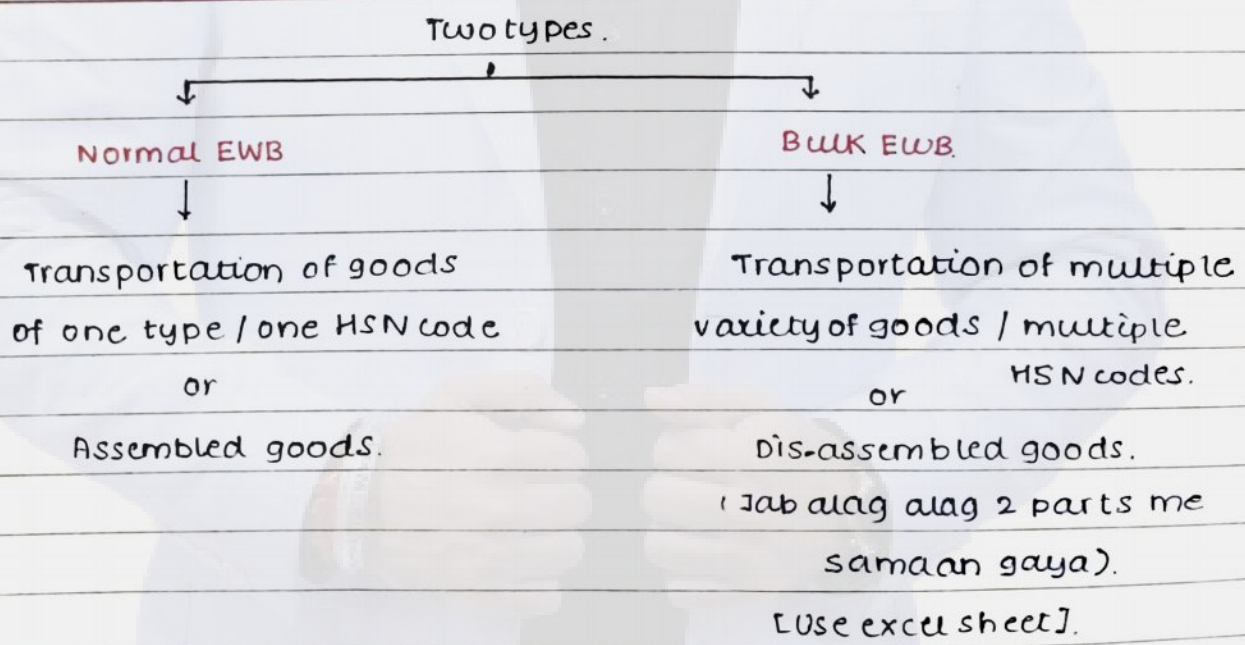 Two types.
Normal EWB
Transportation of goods
of one type / one HSN code
or
Assembled goods.
Bulk EWB.
Transportation of multiple
variety of goods / multiple
HSN codes.
or
Dis-assembled goods.
(Jab alag alag 2 parts me
samaan gaya).
[Use excel sheet].